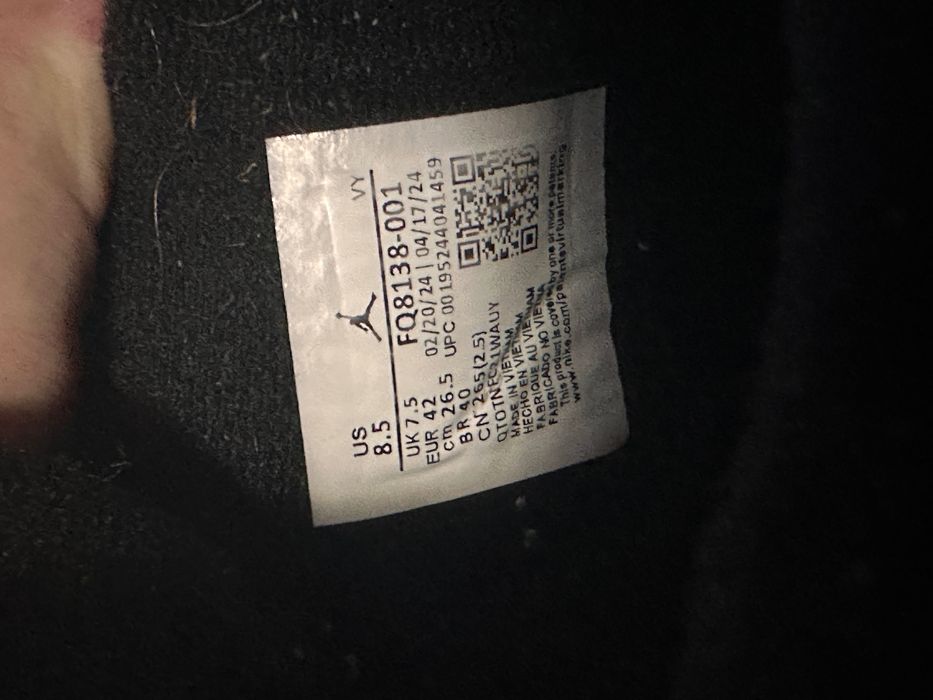 US
8.5
VY
UK 7.5
FQ8138-001
EUR 42
02/20/24 | 04/17/24
cm 26.5
UPC 00195244041459
BR 40
CN 265(2.5)
MADE IN VIETNAM
HECHO EN VIETNAM
FABRIQUE AU VIETNAM
FABRICADO NO VIETNA
This product is covered by one or more patents.
www.nike.com/patentsvirtualmarking